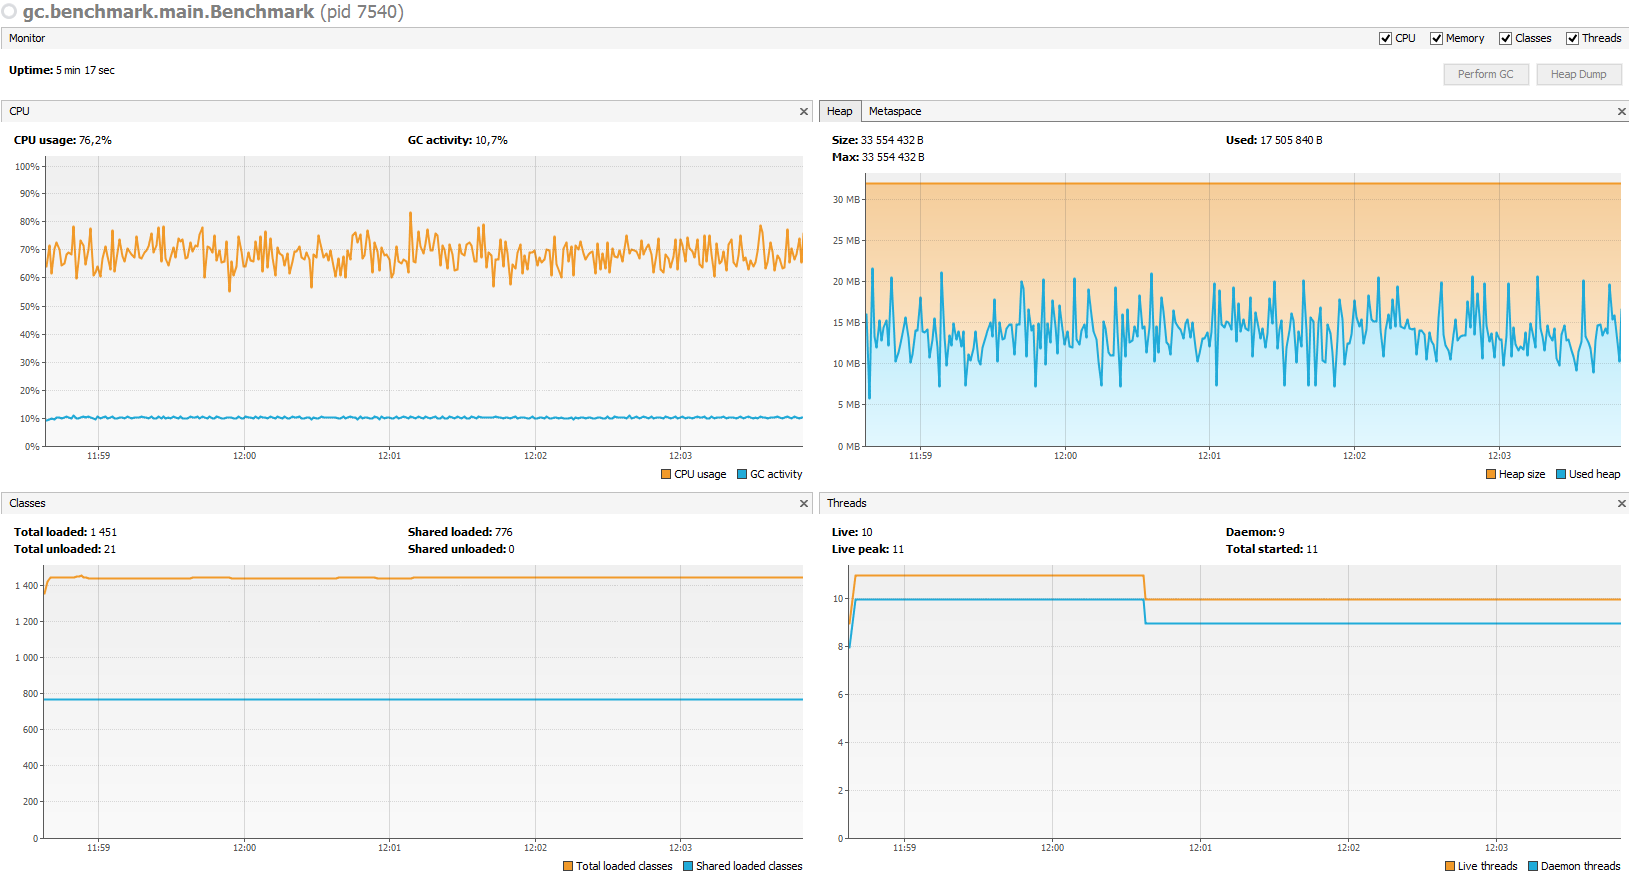 gc.benchmark.main.Benchmark (pid 7540)
Monitor
CPU Memory Classes Threads
Uptime: 5 min 17 sec
Perform GC Heap Dump
CPU
CPU usage: 76,2% GC activity: 10,7%
100%
90%
80%
70%
60%
50%
40%
30%
20%
10%
0%
11:59 12:00 12:01 12:02 12:03
CPU usage GC activity
Heap Metaspace
Size: 33 554 432 B Used: 17 505 840 B
Max: 33 554 432 B
30 MB
25 MB
20 MB
15 MB
10 MB
5 MB
0 MB
11:59 12:00 12:01 12:02 12:03
Heap size Used heap
Classes
Total loaded: 1 451 Shared loaded: 776
Total unloaded: 21 Shared unloaded: 0
1 400
1 200
1 000
800
600
400
200
0
11:59 12:00 12:01 12:02 12:03
Total loaded classes Shared loaded classes
Threads
Live: 10 Daemon: 9
Live peak: 11 Total started: 11
10
8
6
4
2
0
11:59 12:00 12:01 12:02 12:03
Live threads Daemon threads